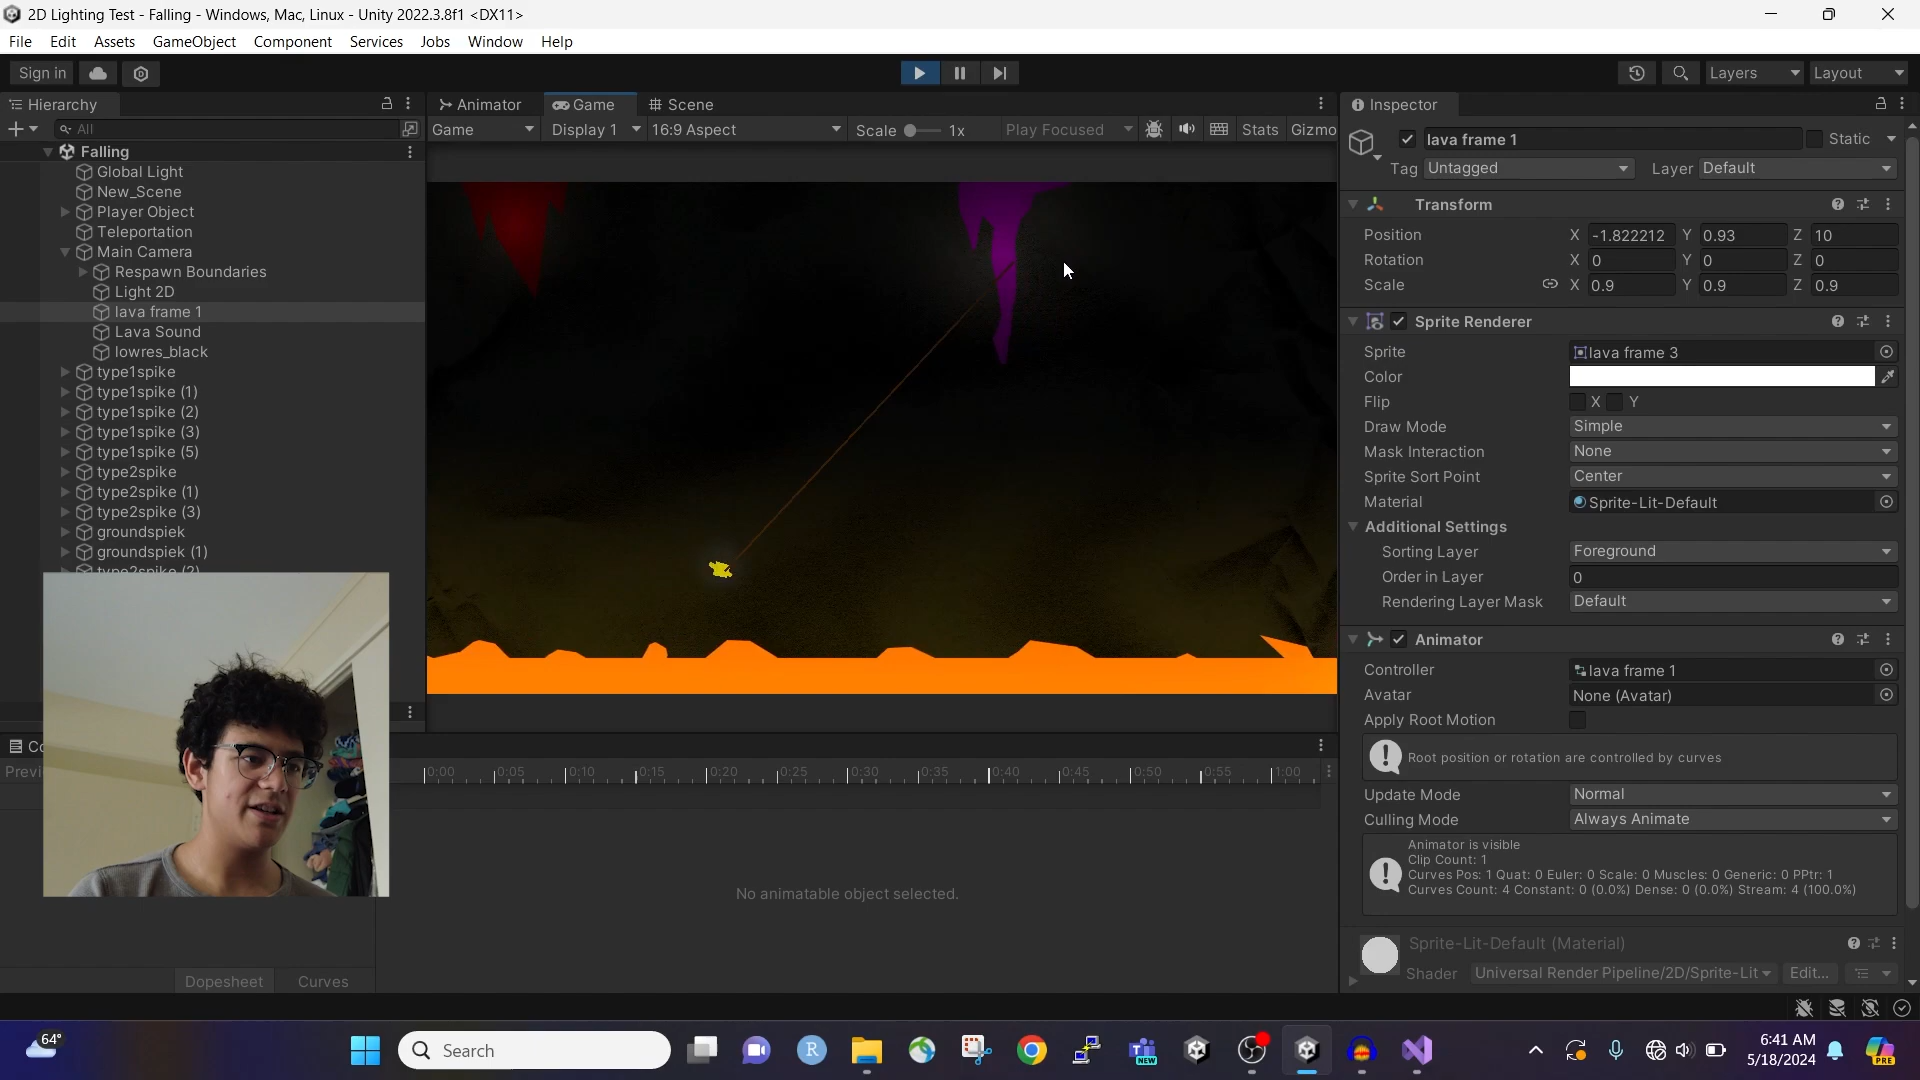 2D Lighting Test - Falling - Windows, Mac, Linux - Unity 2022.3.8f1 <DX11>
File Edit Assets GameObject Component Services Jobs Window Help
Sign in
Layers Layout
Hierarchy Animator Game Scene Inspector
All Game Display 1 16:9 Aspect Scale 1x Play Focused Stats Gizmo
Falling
Global Light
New_Scene
Player Object
Teleportation
Main Camera
Respawn Boundaries
Light 2D
lava frame 1
Lava Sound
lowres_black
type1spike
type1spike (1)
type1spike (2)
type1spike (3)
type1spike (5)
type2spike
type2spike (1)
type2spike (3)
groundspiek
groundspiek (1)
type2spike (2)
lava frame 1 Static
Tag Untagged Layer Default
Transform
Position X -1.822212 Y 0.93 Z 10
Rotation X 0 Y 0 Z 0
Scale X 0.9 Y 0.9 Z 0.9
Sprite Renderer
Sprite lava frame 3
Color
Flip X Y
Draw Mode Simple
Mask Interaction None
Sprite Sort Point Center
Material Sprite-Lit-Default
Additional Settings
Sorting Layer Foreground
Order in Layer 0
Rendering Layer Mask Default
Animator
Controller lava frame 1
Avatar None (Avatar)
Apply Root Motion
Root position or rotation are controlled by curves
Update Mode Normal
Culling Mode Always Animate
Animator is visible
Clip Count: 1
Curves Pos: 1 Quat: 0 Euler: 0 Scale: 0 Muscles: 0 Generic: 0 PPtr: 1
Curves Count: 4 Constant: 0 (0.0%) Dense: 0 (0.0%) Stream: 4 (100.0%)
Sprite-Lit-Default (Material)
Shader Universal Render Pipeline/2D/Sprite-Lit Edit...
0:00 0:05 0:10 0:15 0:20 0:25 0:30 0:35 0:40 0:45 0:50 0:55 1:00
No animatable object selected.
Dopesheet Curves
64°
Search
NEW
6:41 AM
5/18/2024
PRE